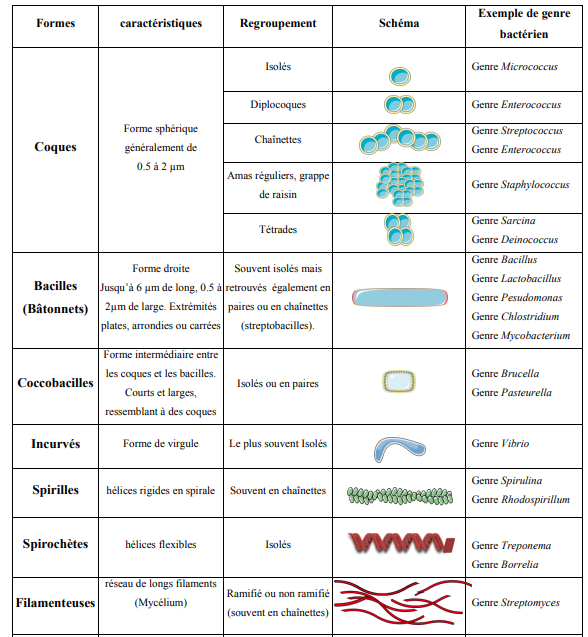 Formes
caractéristiques
Regroupement
Schéma
Exemple de genre
bactérien
Coques
Forme sphérique
généralement de
0.5 à 2 µm
Isolés
Genre Micrococcus
Diplocoques
Genre Enterococcus
Chaînettes
Genre Streptococcus
Genre Enterococcus
Amas réguliers, grappe
de raisin
Genre Staphylococcus
Tétrades
Genre Sarcina
Genre Deinococcus
Bacilles
(Bâtonnets)
Forme droite
Jusqu'à 6 µm de long, 0.5 à
2µm de large. Extrémités
plates, arrondies ou carrées
Souvent isolés mais
retrouvés également en
paires ou en chaînettes
(streptobacilles).
Genre Bacillus
Genre Lactobacillus
Genre Pesudomonas
Genre Chlostridium
Genre Mycobacterium
Coccobacilles
Forme intermédiaire entre
les coques et les bacilles.
Courts et larges,
ressemblant à des coques
Isolés ou en paires
Genre Brucella
Genre Pasteurella
Incurvés
Forme de virgule
Le plus souvent Isolés
Genre Vibrio
Spirilles
hélices rigides en spirale
Souvent en chaînettes
Genre Spirulina
Genre Rhodospirillum
Spirochètes
hélices flexibles
Isolés
Genre Treponema
Genre Borrelia
Filamenteuses
réseau de longs filaments
(Mycélium)
Ramifié ou non ramifié
(souvent en chaînettes)
Genre Streptomyces